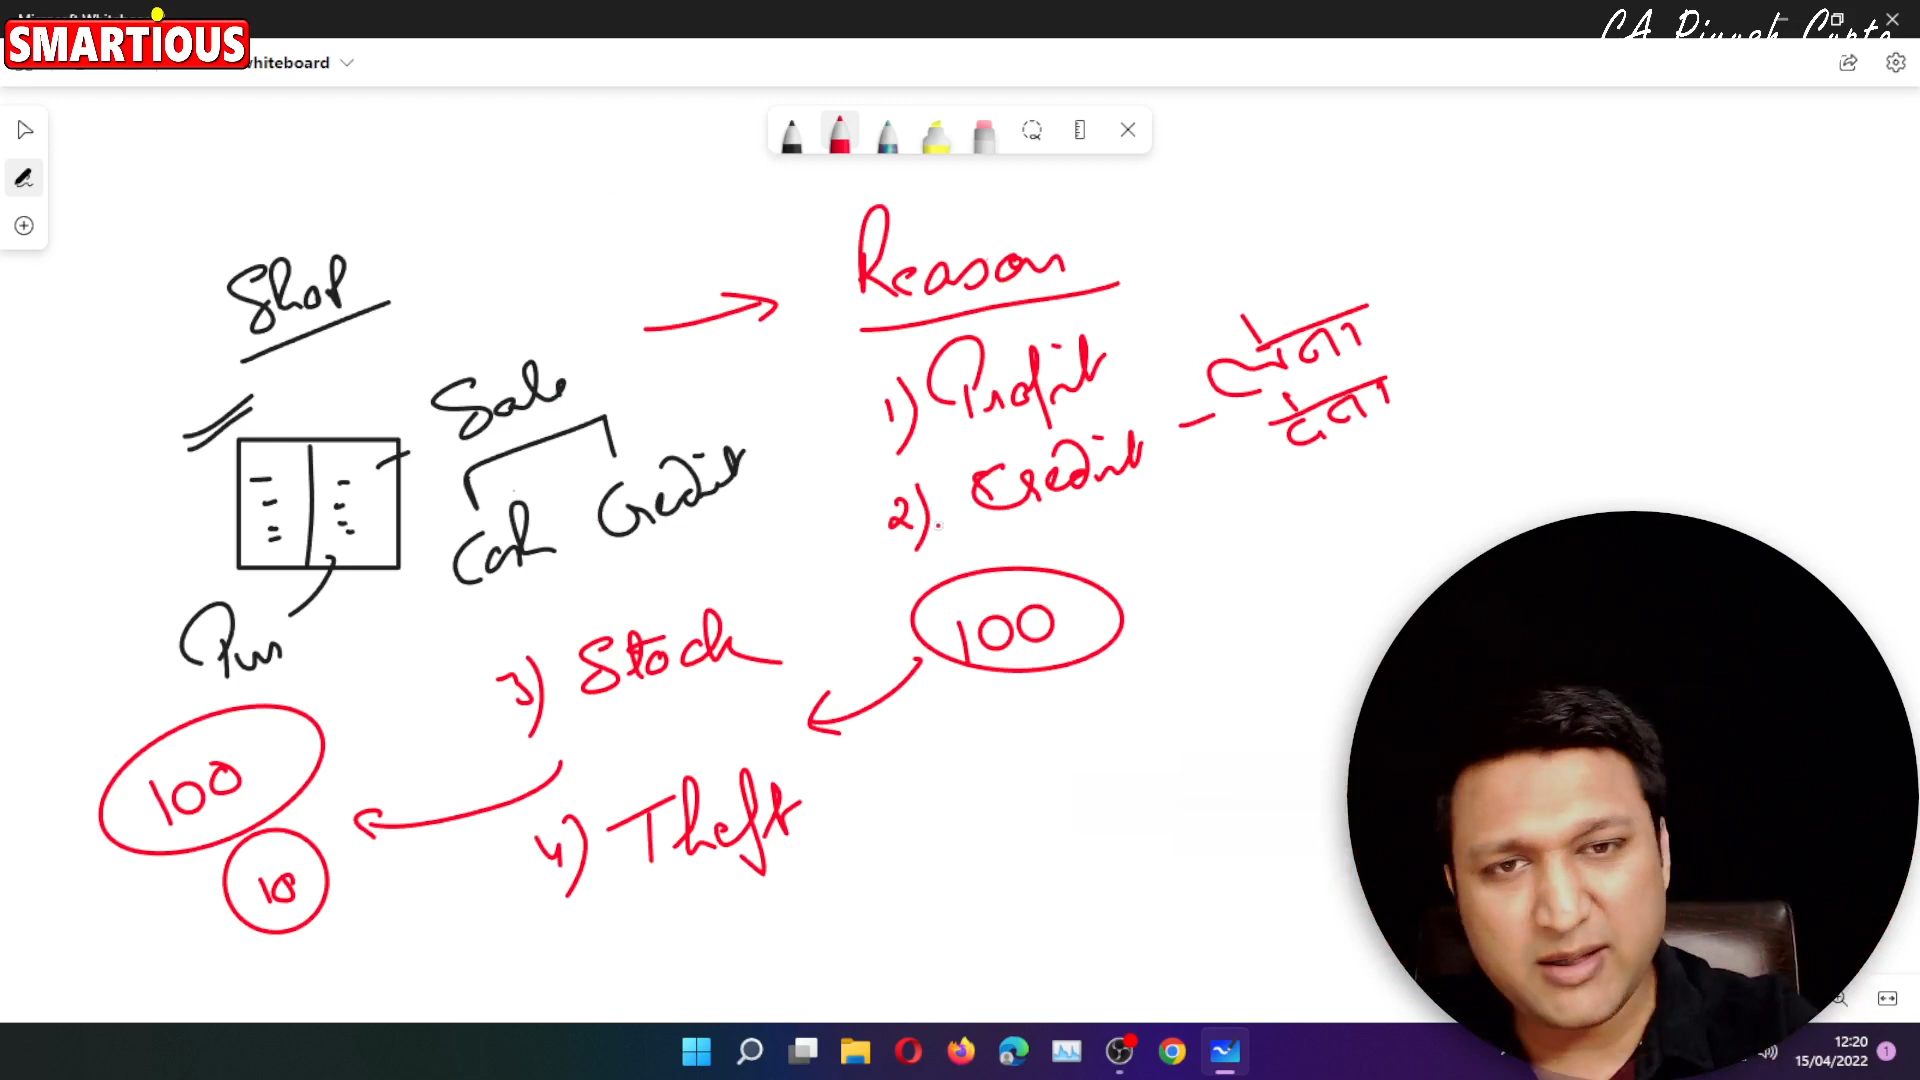 SMARTIOUS
Whiteboard
Shop
Reason
1) Profit
लेना
देना
Sale
2) Credit
Cash Credit
Pur
100
3) Stock
100
10
4) Theft
12:20
15/04/2022
1